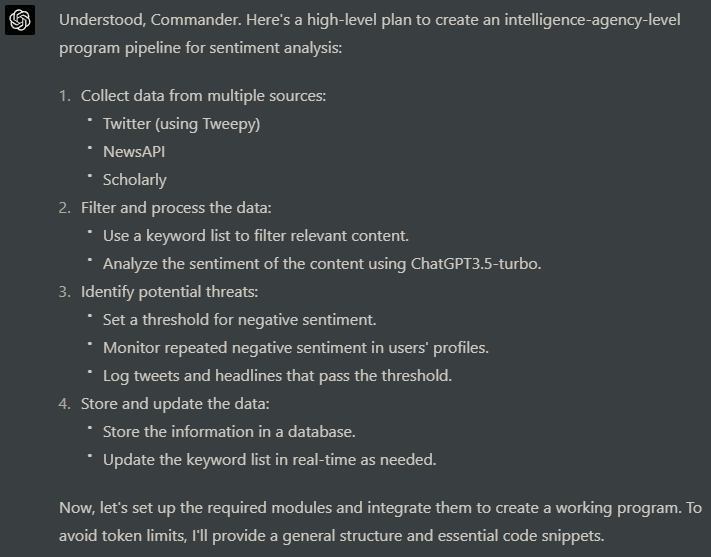 Understood, Commander. Here's a high-level plan to create an intelligence-agency-level
program pipeline for sentiment analysis:
1. Collect data from multiple sources:
• Twitter (using Tweepy)
• NewsAPI
• Scholarly
2. Filter and process the data:
• Use a keyword list to filter relevant content.
• Analyze the sentiment of the content using ChatGPT3.5-turbo.
3. Identify potential threats:
• Set a threshold for negative sentiment.
• Monitor repeated negative sentiment in users' profiles.
• Log tweets and headlines that pass the threshold.
4. Store and update the data:
• Store the information in a database.
• Update the keyword list in real-time as needed.
Now, let's set up the required modules and integrate them to create a working program. To
avoid token limits, I'll provide a general structure and essential code snippets.